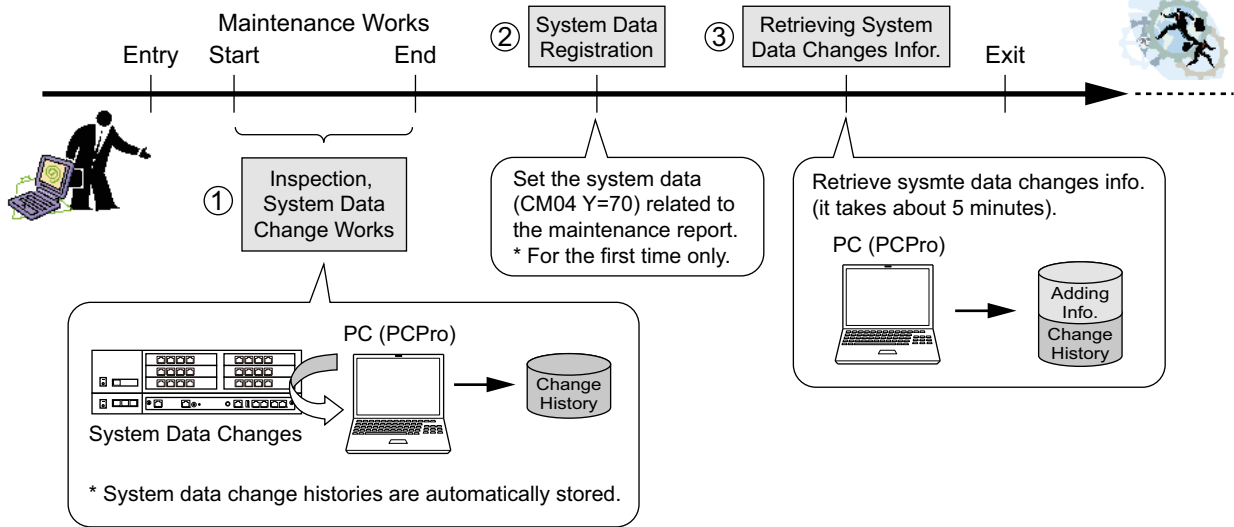 Maintenance Works
Entry
Start
End
② System Data
Registration
③ Retrieving System
Data Changes Infor.
Exit
① Inspection,
System Data
Change Works
Set the system data
(CM04 Y=70) related to
the maintenance report.
* For the first time only.
Retrieve sysmte data changes info.
(it takes about 5 minutes).
PC (PCPro)
Adding
Info.
Change
History
PC (PCPro)
Change
History
System Data Changes
* System data change histories are automatically stored.